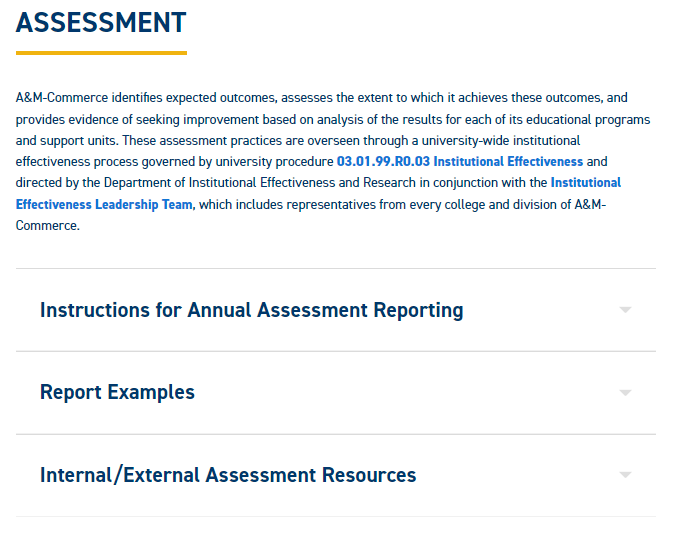 ASSESSMENT
A&M-Commerce identifies expected outcomes, assesses the extent to which it achieves these outcomes, and
provides evidence of seeking improvement based on analysis of the results for each of its educational programs
and support units. These assessment practices are overseen through a university-wide institutional
effectiveness process governed by university procedure 03.01.99.R0.03 Institutional Effectiveness and
directed by the Department of Institutional Effectiveness and Research in conjunction with the Institutional
Effectiveness Leadership Team, which includes representatives from every college and division of A&M-
Commerce.
Instructions for Annual Assessment Reporting
Report Examples
Internal/External Assessment Resources